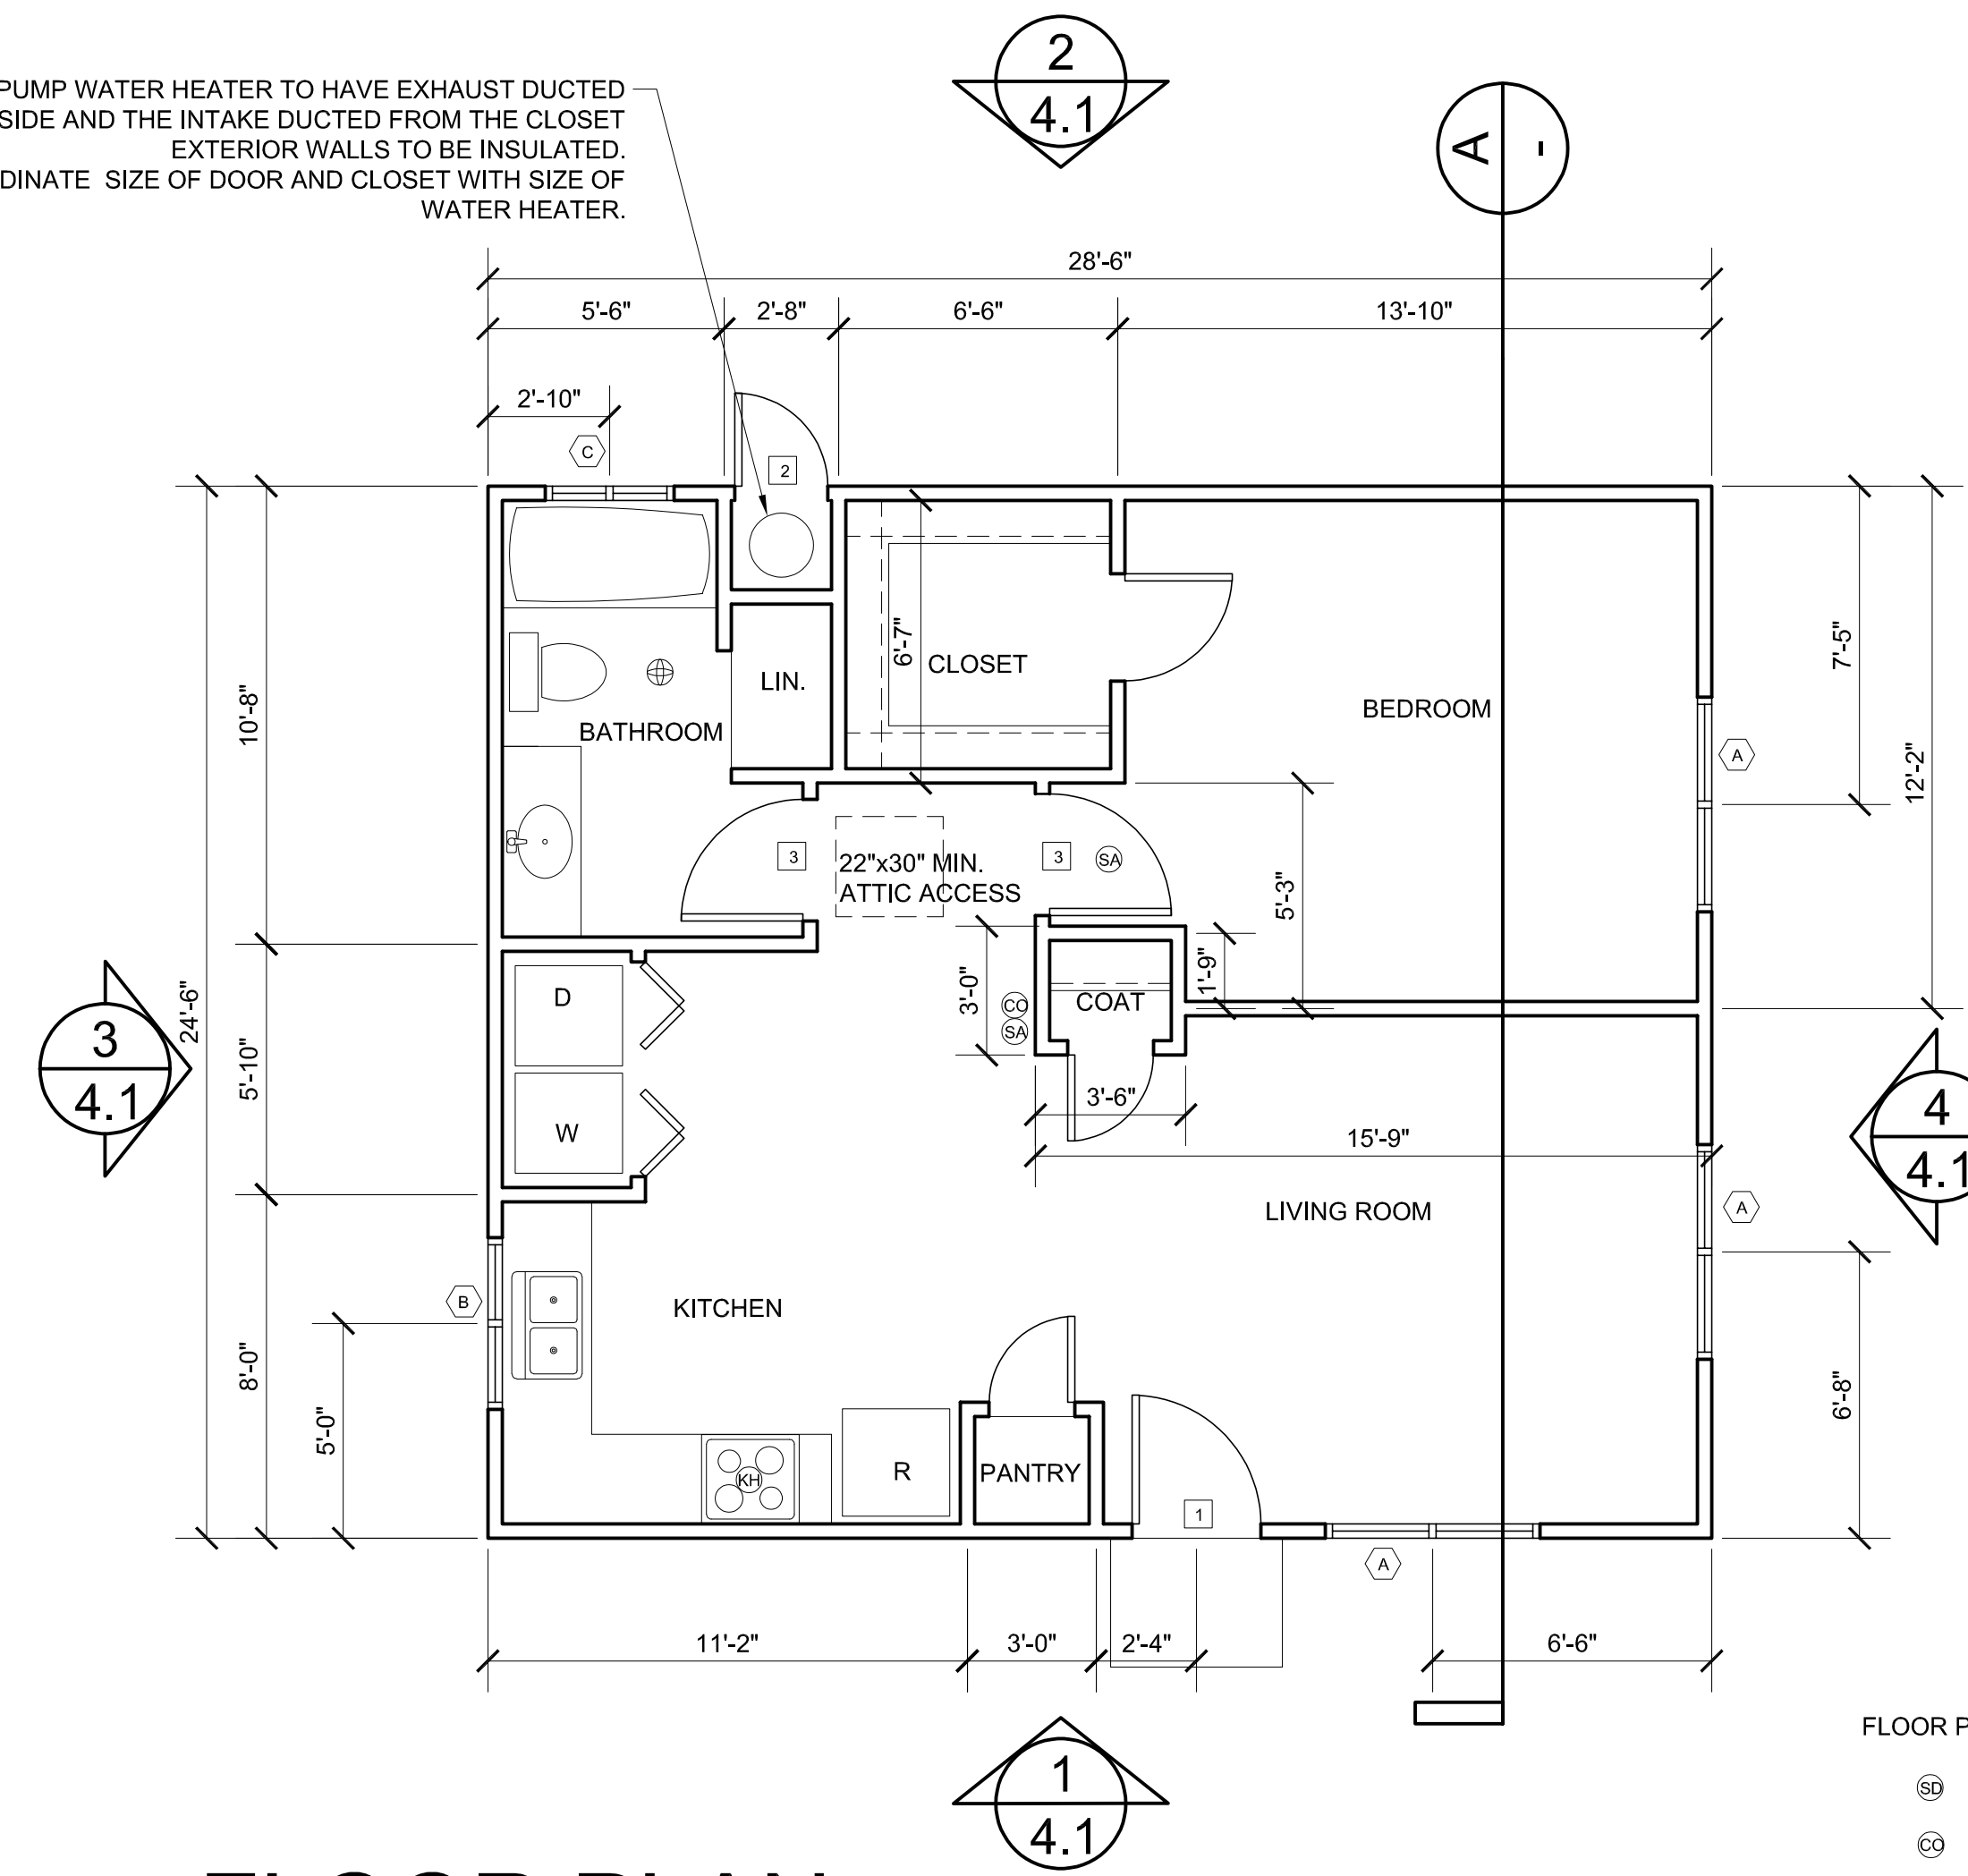 2
4.1
A
-
PUMP WATER HEATER TO HAVE EXHAUST DUCTED
SIDE AND THE INTAKE DUCTED FROM THE CLOSET
EXTERIOR WALLS TO BE INSULATED.
DINATE SIZE OF DOOR AND CLOSET WITH SIZE OF
WATER HEATER.
28'-6"
5'-6"
2'-8"
6'-6"
13'-10"
2'-10"
C
2
10'-8"
6'-7"
CLOSET
LIN.
BATHROOM
BEDROOM
7'-5"
12'-2"
A
3
22"x30" MIN.
ATTIC ACCESS
3
SA
5'-3"
1'-9"
3'-0"
COAT
CO
SA
D
W
24'-6"
5'-10"
3
4.1
3'-6"
15'-9"
4
4.1
LIVING ROOM
A
B
KITCHEN
8'-0"
5'-0"
6'-8"
KH
R
PANTRY
1
A
11'-2"
3'-0"
2'-4"
6'-6"
1
4.1
FLOOR P
SD
CO
FLOOR PLAN